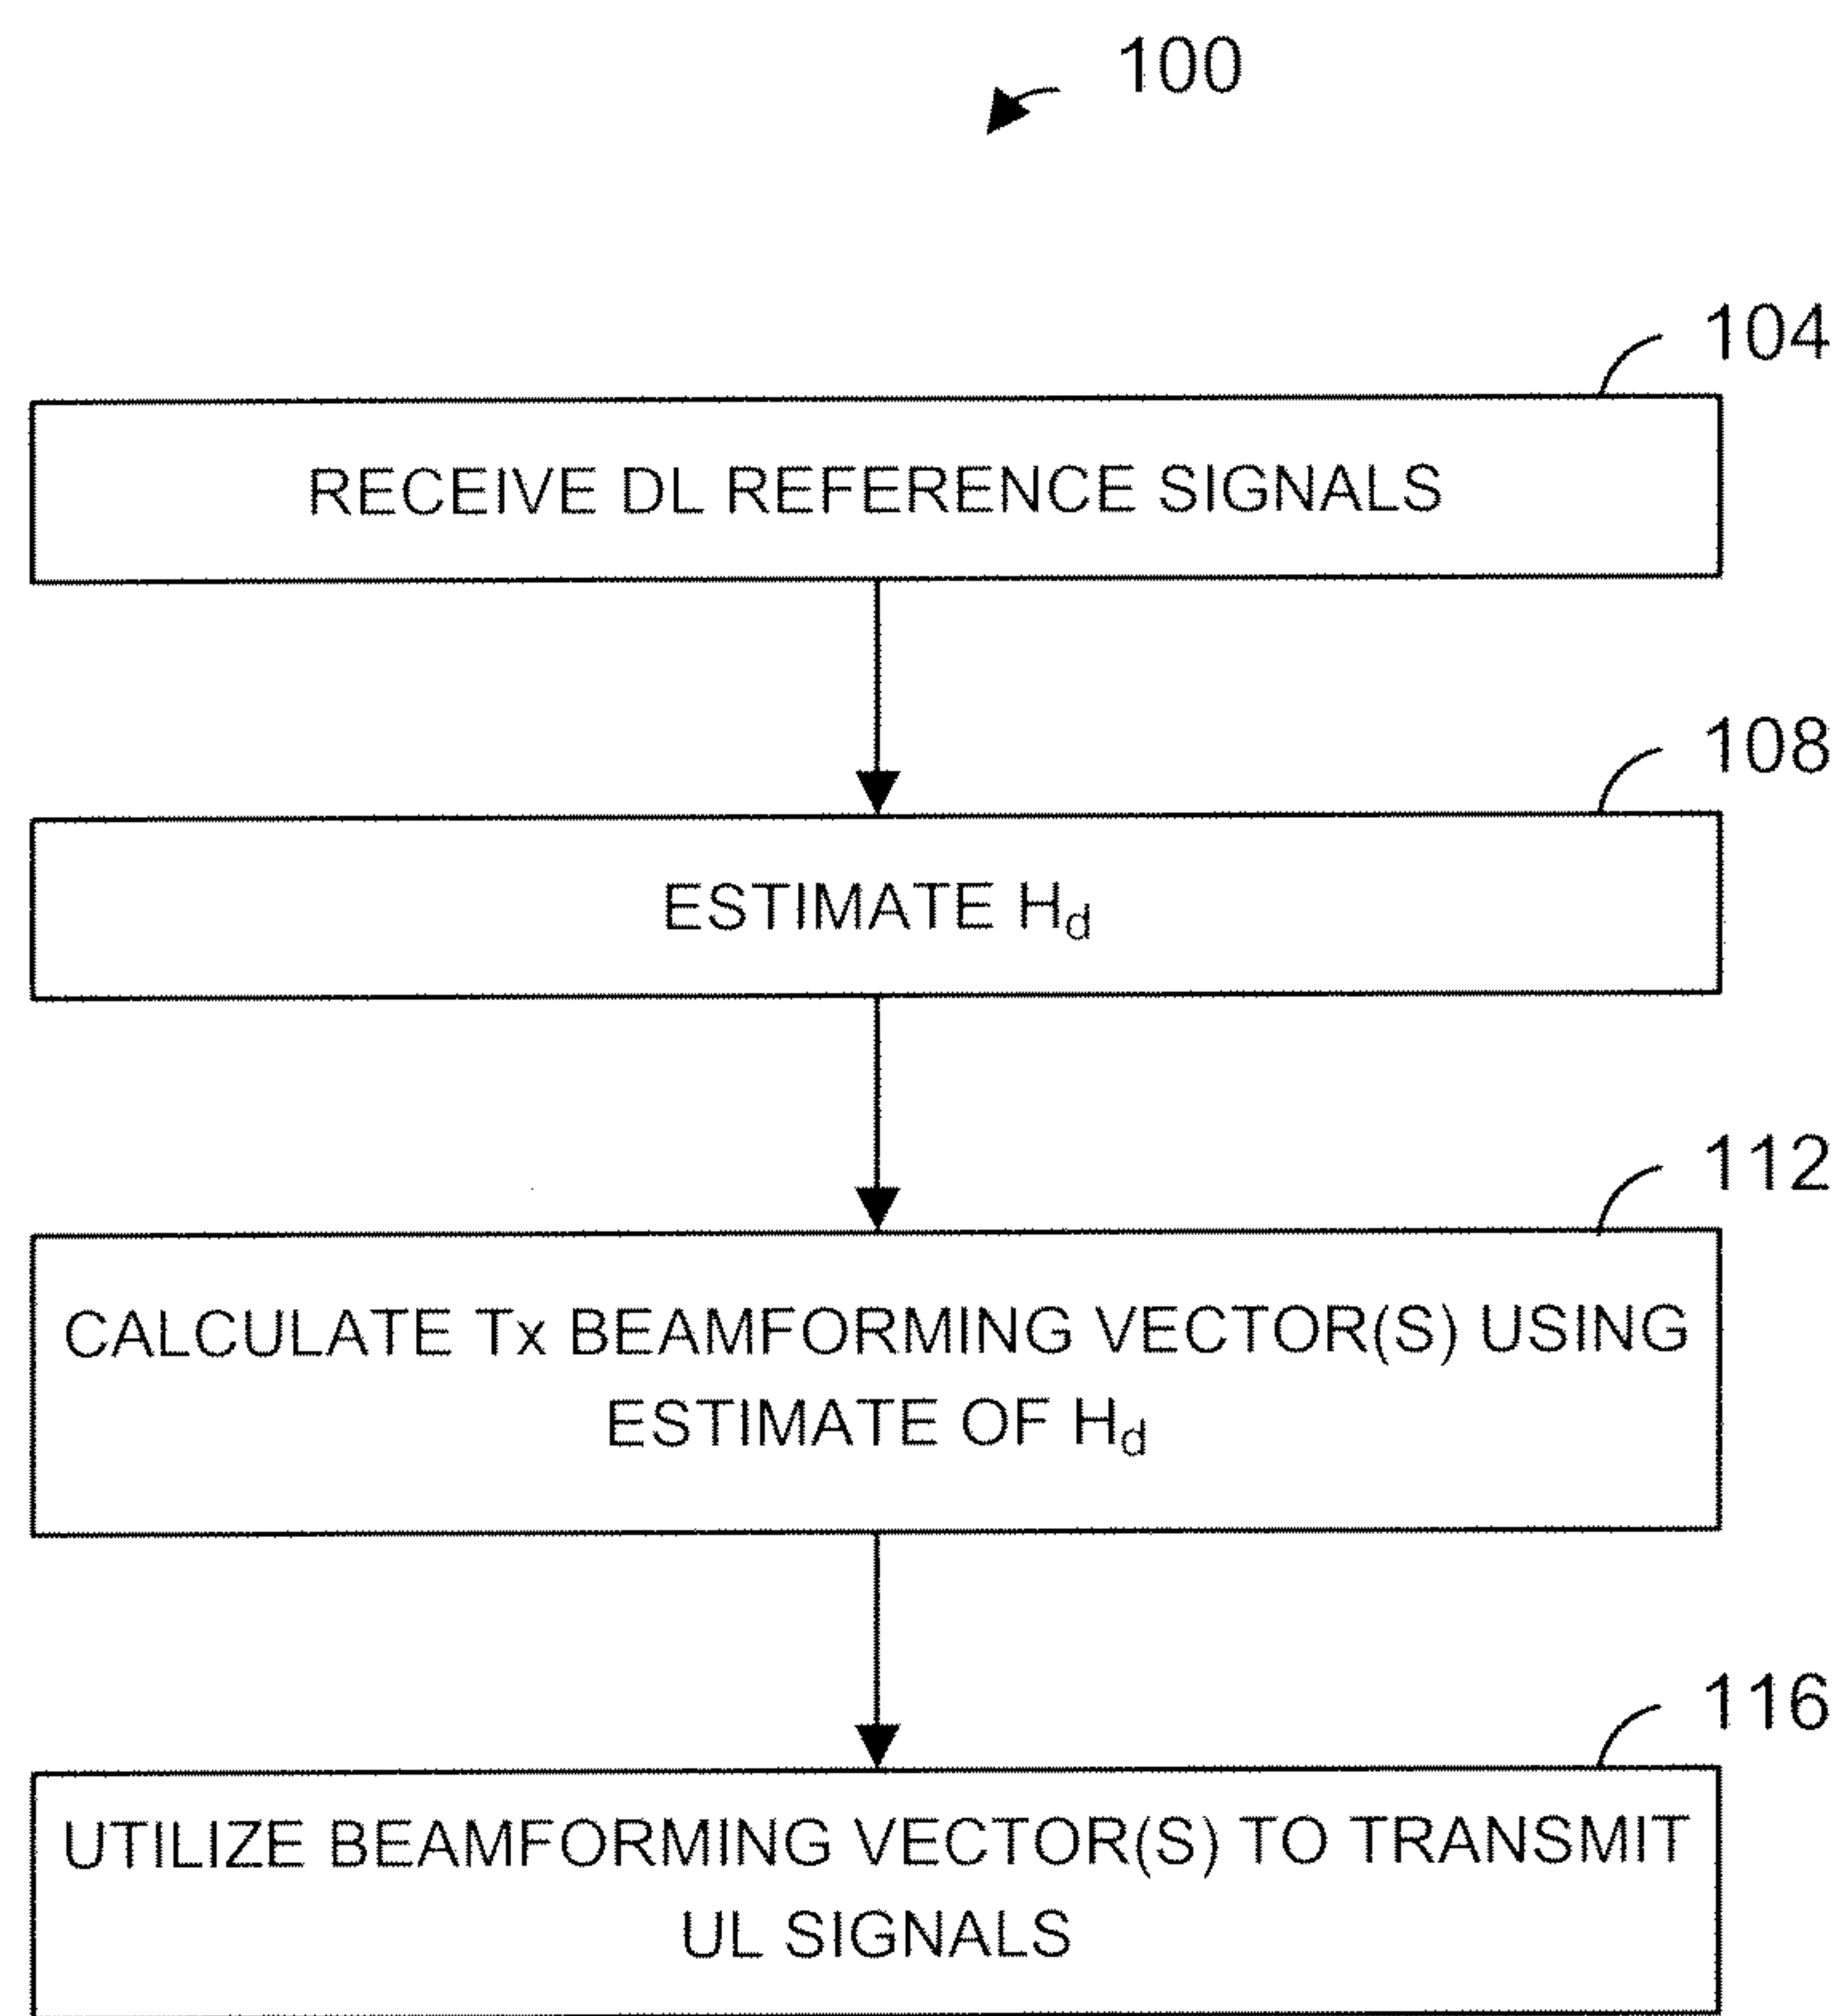 100
104
RECEIVE DL REFERENCE SIGNALS
108
ESTIMATE Hd
112
CALCULATE Tx BEAMFORMING VECTOR(S) USING
ESTIMATE OF Hd
116
UTILIZE BEAMFORMING VECTOR(S) TO TRANSMIT
UL SIGNALS